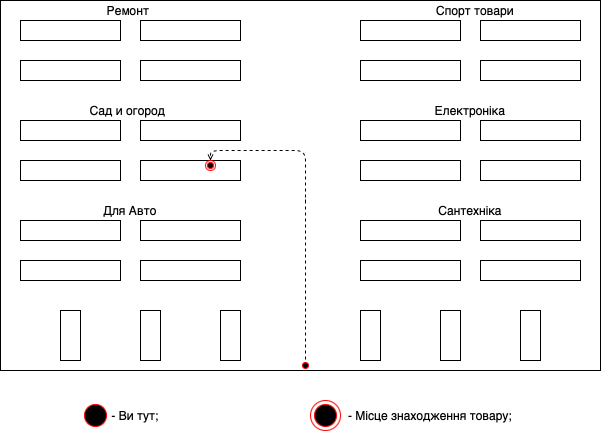 Ремонт
Спорт товари
Сад и огород
Електроніка
Для Авто
Сантехніка
- Ви тут;
- Місце знаходження товару;